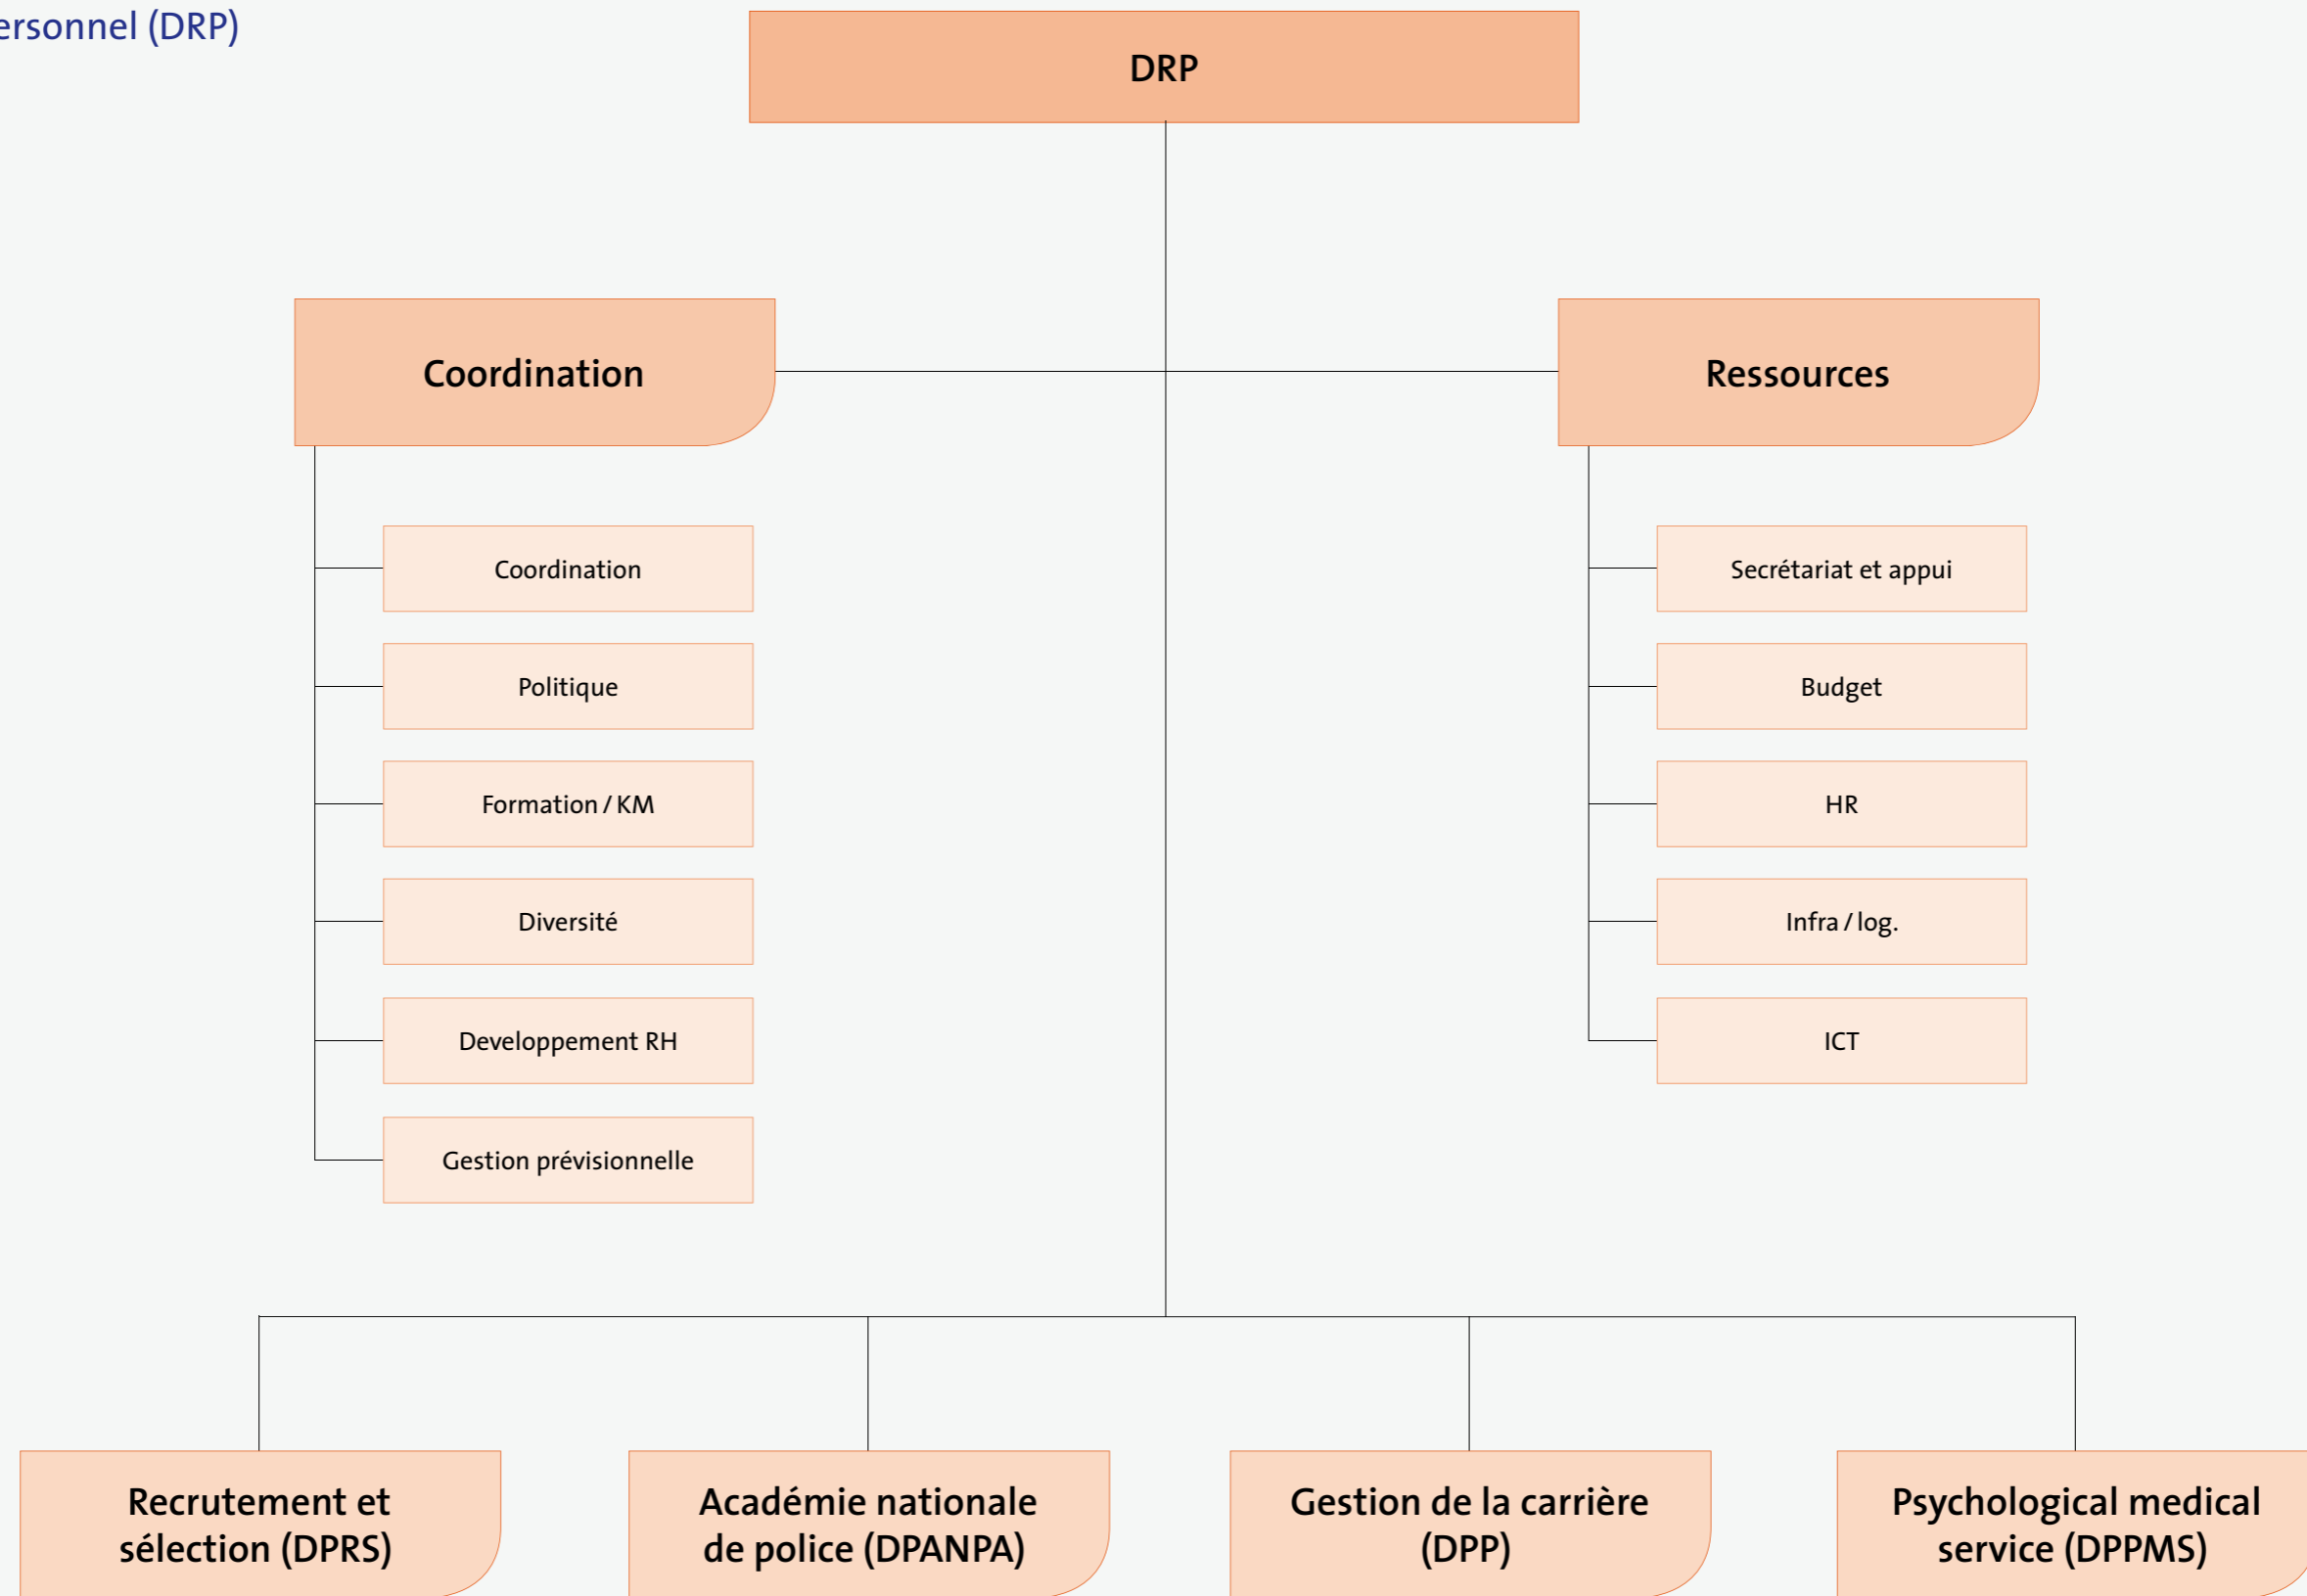 ersonnel (DRP)
DRP
Coordination
Ressources
Coordination
Politique
Formation / KM
Diversité
Developpement RH
Gestion prévisionnelle
Secrétariat et appui
Budget
HR
Infra / log.
ICT
Recrutement et
sélection (DPRS)
Académie nationale
de police (DPANPA)
Gestion de la carrière
(DPP)
Psychological medical
service (DPPMS)